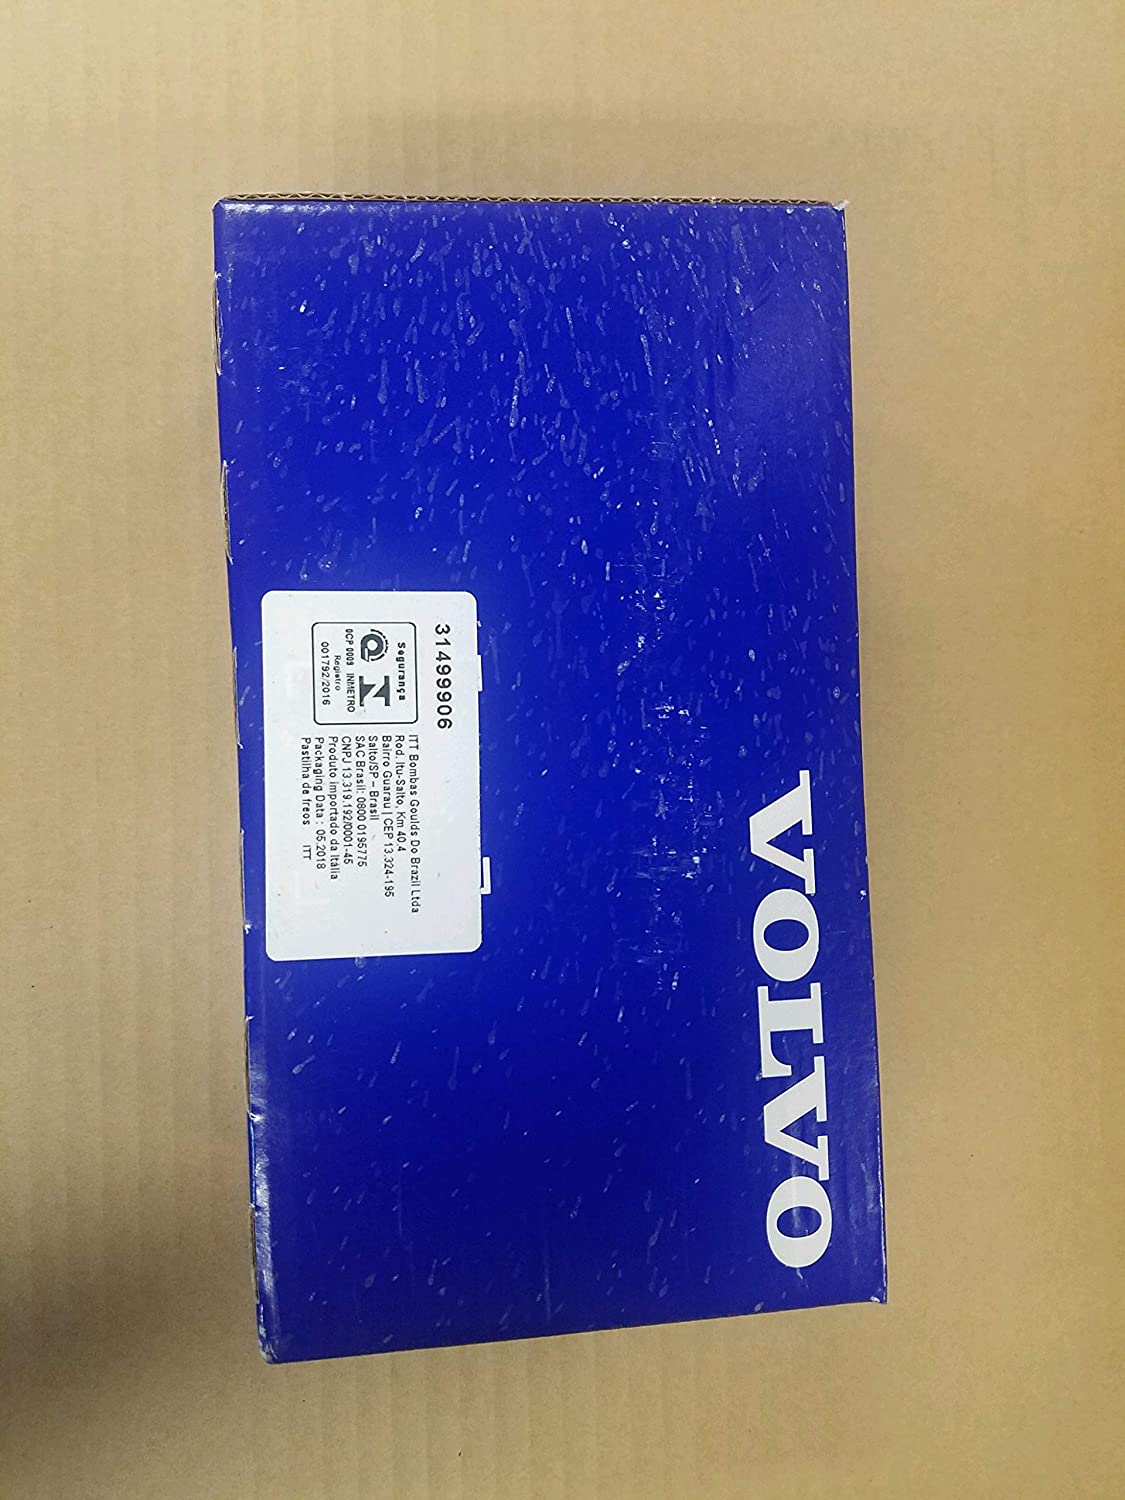 VOLVO
31499906
Segurança
N
OCP 0009 INMETRO
Registro
001792/2016
ITT Bombas Goulds Do Brazil Ltda
Rod. Itu-Salto, Km 40.4
Bairro Guarau | CEP 13.324-195
Salto/SP – Brasil
SAC Brasil: 0800 0195775
CNPJ 13.319.192/0001-45
Produto importado da Itália
Packaging Data : 05.2018
Pastilha de freos ITT